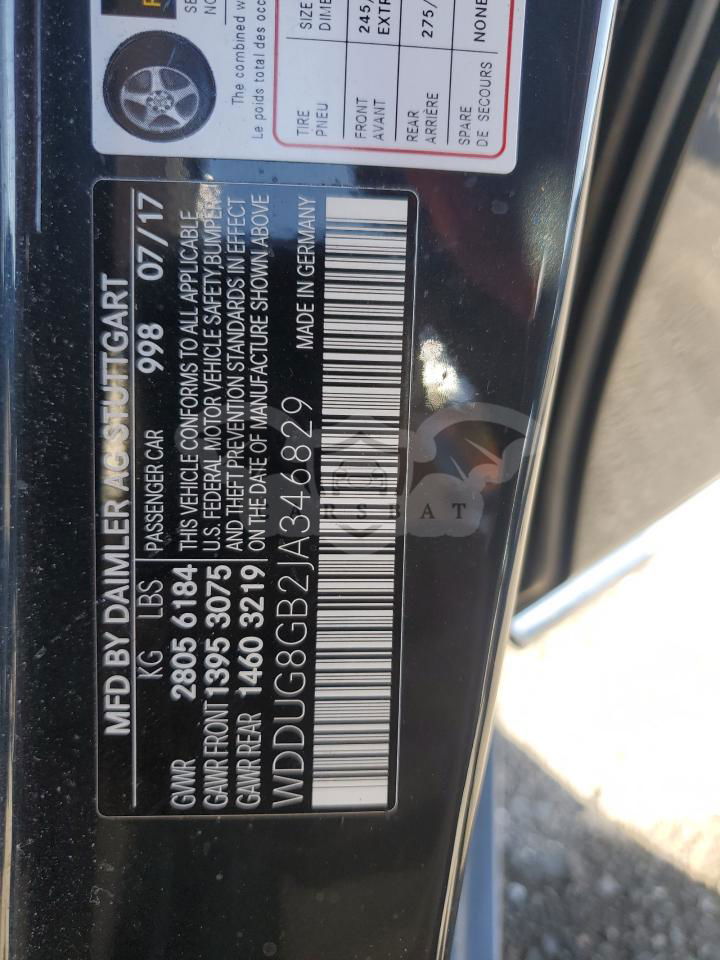 The combined w
Le poids total des occ
TIRE
PNEU
SIZE
DIME
FRONT
AVANT
245/
EXTR
REAR
ARRIÈRE
275/
SPARE
DE SECOURS
NONE
MFD BY DAIMLER AG STUTTGART
KG LBS PASSENGER CAR 998 07/17
GVWR 2805 6184
GAWR FRONT 1395 3075
GAWR REAR 1460 3219
THIS VEHICLE CONFORMS TO ALL APPLICABLE
U.S. FEDERAL MOTOR VEHICLE SAFETY, BUMPER,
AND THEFT PREVENTION STANDARDS IN EFFECT
ON THE DATE OF MANUFACTURE SHOWN ABOVE
WDDUG8GB2JA346829 MADE IN GERMANY
CARSBAT